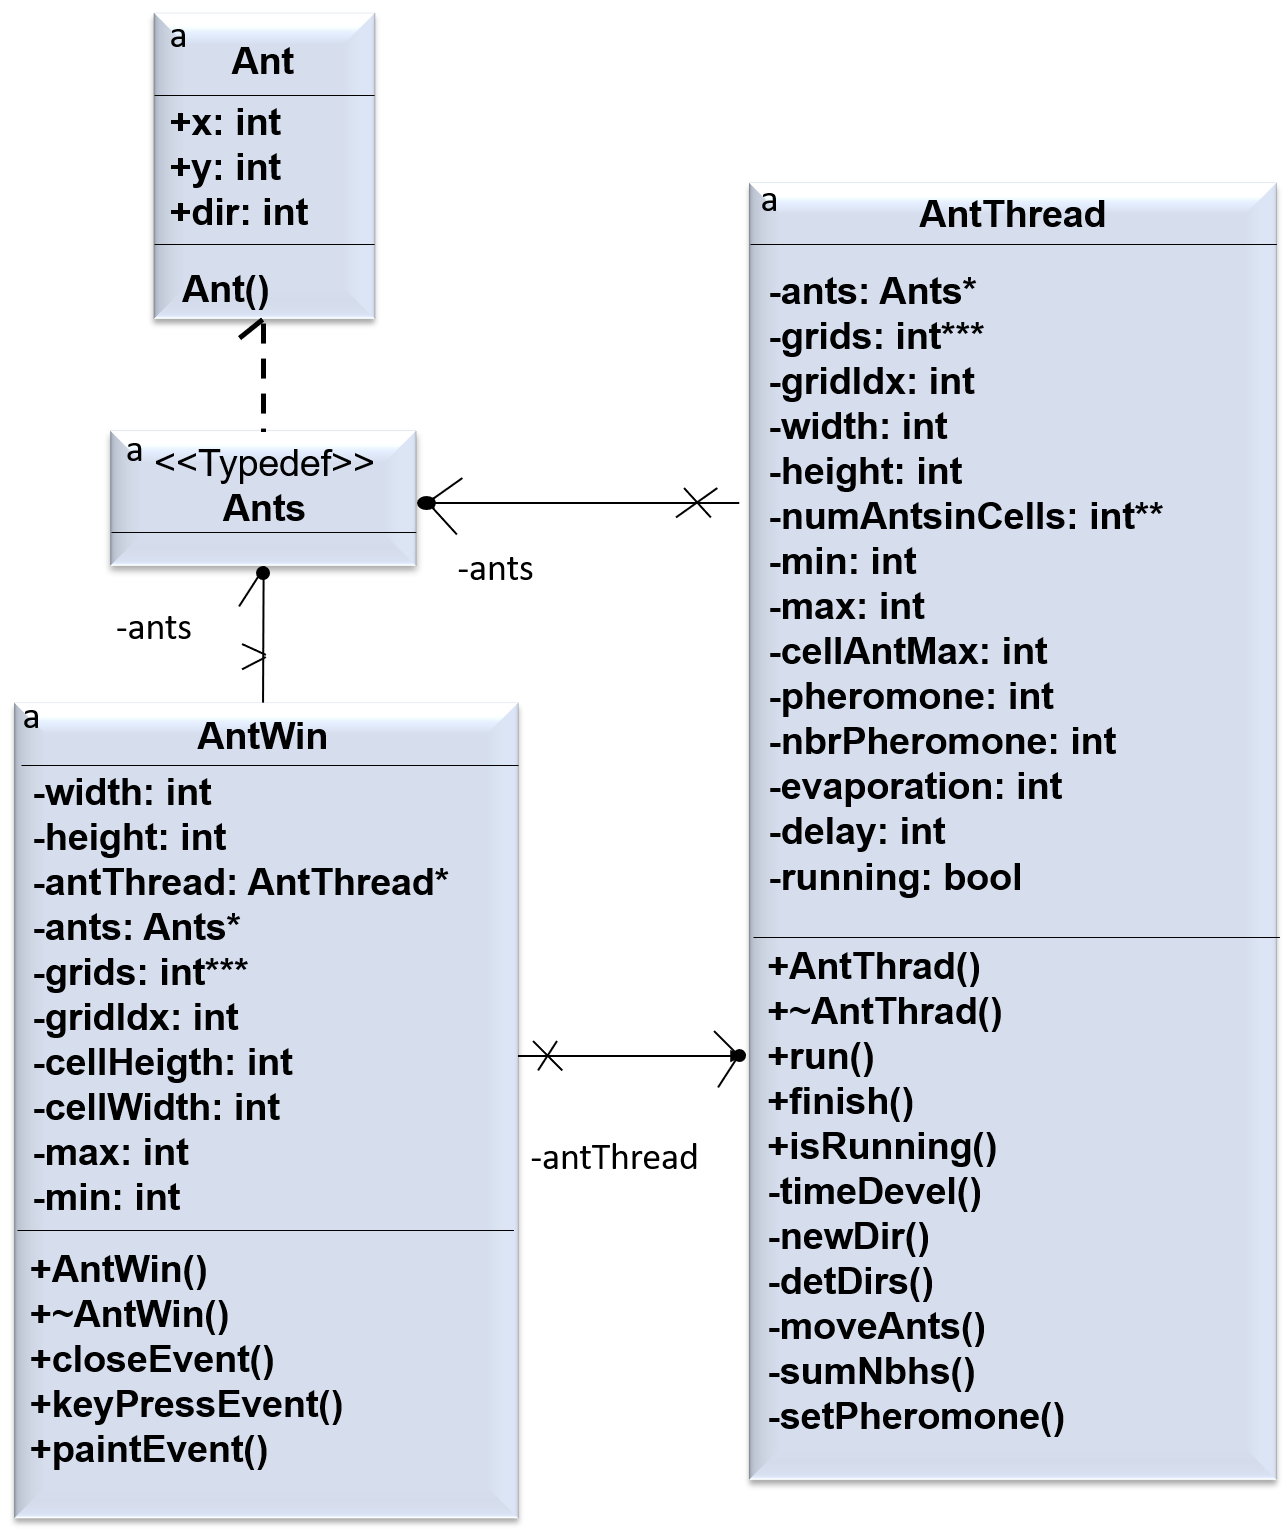 a
Ant
+x: int
+y: int
+dir: int
Ant()
a
<<Typedef>>
Ants
-ants
-ants
a
AntWin
-width: int
-height: int
-antThread: AntThread*
-ants: Ants*
-grids: int***
-gridIdx: int
-cellHeigth: int
-cellWidth: int
-max: int
-min: int
+AntWin()
+~AntWin()
+closeEvent()
+keyPressEvent()
+paintEvent()
-antThread
a
AntThread
-ants: Ants*
-grids: int***
-gridIdx: int
-width: int
-height: int
-numAntsinCells: int**
-min: int
-max: int
-cellAntMax: int
-pheromone: int
-nbrPheromone: int
-evaporation: int
-delay: int
-running: bool
+AntThrad()
+~AntThrad()
+run()
+finish()
+isRunning()
-timeDevel()
-newDir()
-detDirs()
-moveAnts()
-sumNbhs()
-setPheromone()